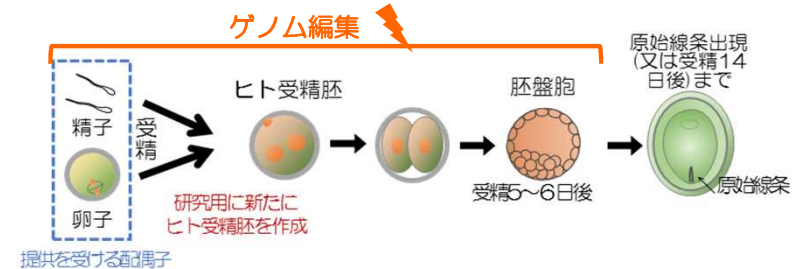 ゲノム編集
精子
卵子
提供を受ける配偶子
受精
ヒト受精胚
研究用に新たに
ヒト受精胚を作成
胚盤胞
受精5～6日後
原始線条出現
(又は受精14
日後)まで
原始線条